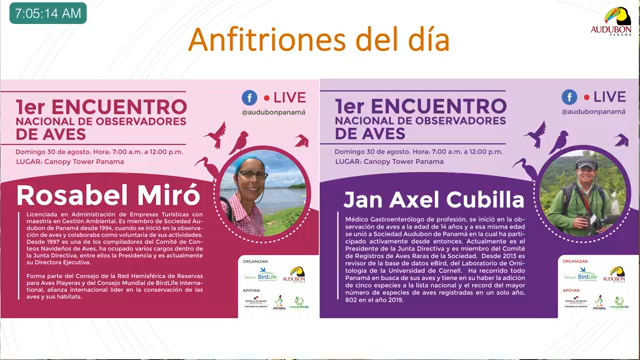 7:05:14 AM
AUDUBON
PANAMÁ
Anfitriones del día
1er ENCUENTRO
NACIONAL DE OBSERVADORES
DE AVES
LIVE
@audubonpanamá
Domingo 30 de agosto. Hora: 7:00 a.m. a 12:00 p.m.
LUGAR: Canopy Tower Panama
Rosabel Miró
Licenciada en Administración de Empresas Turísticas con
maestría en Gestión Ambiental. Es miembro de Sociedad Au-
dubon de Panamá desde 1994, cuando se inició en la observa-
ción de aves y colaboraba como voluntaria de sus actividades.
Desde 1997 es una de los compiladores del Comité de Con-
teos Navideños de Aves, ha ocupado varios cargos dentro de
la Junta Directiva, entre ellos la Presidencia y es actualmente
su Directora Ejecutiva.
Forma parte del Consejo de la Red Hemisférica de Reservas
para Aves Playeras y del Consejo Mundial de BirdLife Interna-
tional, alianza internacional líder en la conservación de las
aves y sus hábitats.
ORGANIZAN
BirdLife
AUDUBON
APOYAN
1er ENCUENTRO
NACIONAL DE OBSERVADORES
DE AVES
LIVE
@audubonpanamá
Domingo 30 de agosto. Hora: 7:00 a.m. a 12:00 p.m.
LUGAR: Canopy Tower Panama
Jan Axel Cubilla
Médico Gastroenterólogo de profesión, se inició en la ob-
servación de aves a la edad de 14 años y a esa misma edad
se unió a Sociedad Audubon de Panamá en la cual ha parti-
cipado activamente desde entonces. Actualmente es el
Presidente de la Junta Directiva y es miembro del Comité
de Registros de Aves Raras de la Sociedad. Desde 2013 es
revisor de la base de datos eBird, del Laboratorio de Orni-
tología de la Universidad de Cornell. Ha recorrido todo
Panamá en busca de sus aves y tiene en su haber la adición
de cinco especies a la lista nacional y el record del mayor
número de especies de aves registradas en un solo año,
802 en el año 2019.
ORGANIZAN
BirdLife
AUDUBON
APOYAN